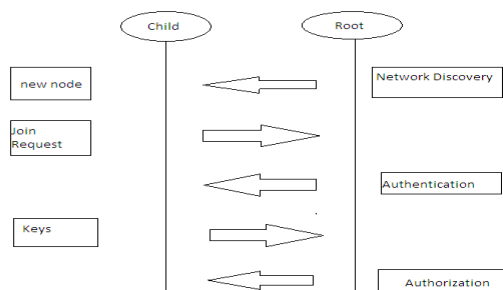 Child
Root
new node
Network Discovery
Join
Request
Authentication
Keys
Authorization